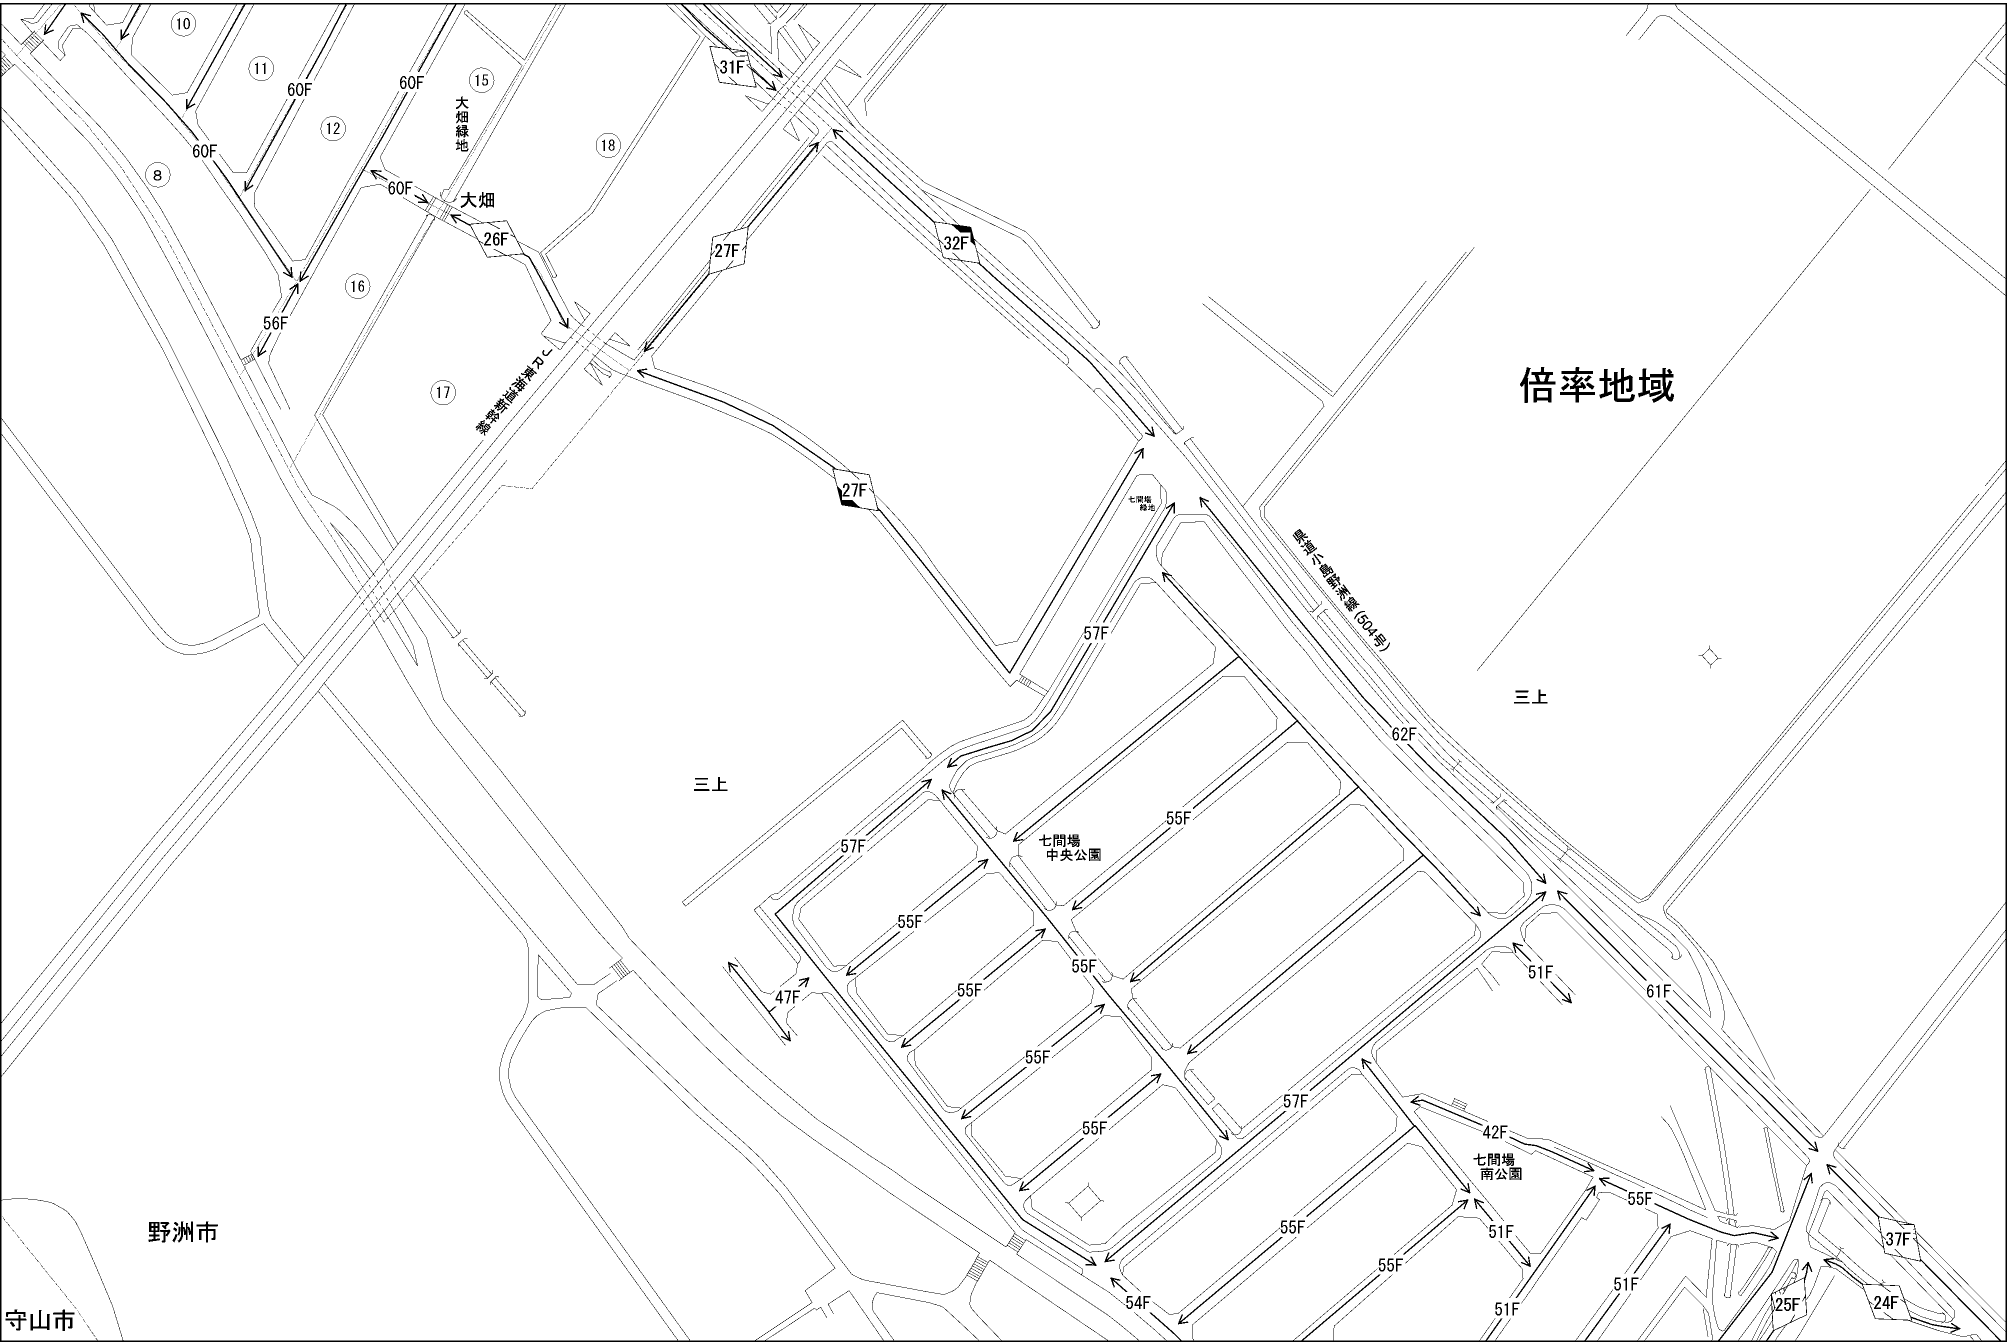 10
11
60F
60F
15
31F
大畑緑地
12
60F
18
8
60F
大畑
26F
27F
32F
16
56F
JR東海道新幹線
17
倍率地域
27F
七間場
緑地
県道小島野洲線(504号)
57F
三上
62F
三上
55F
七間場
中央公園
57F
55F
55F
51F
55F
47F
61F
55F
57F
55F
42F
七間場
南公園
55F
野洲市
55F
51F
37F
55F
51F
54F
51F
25F
24F
守山市